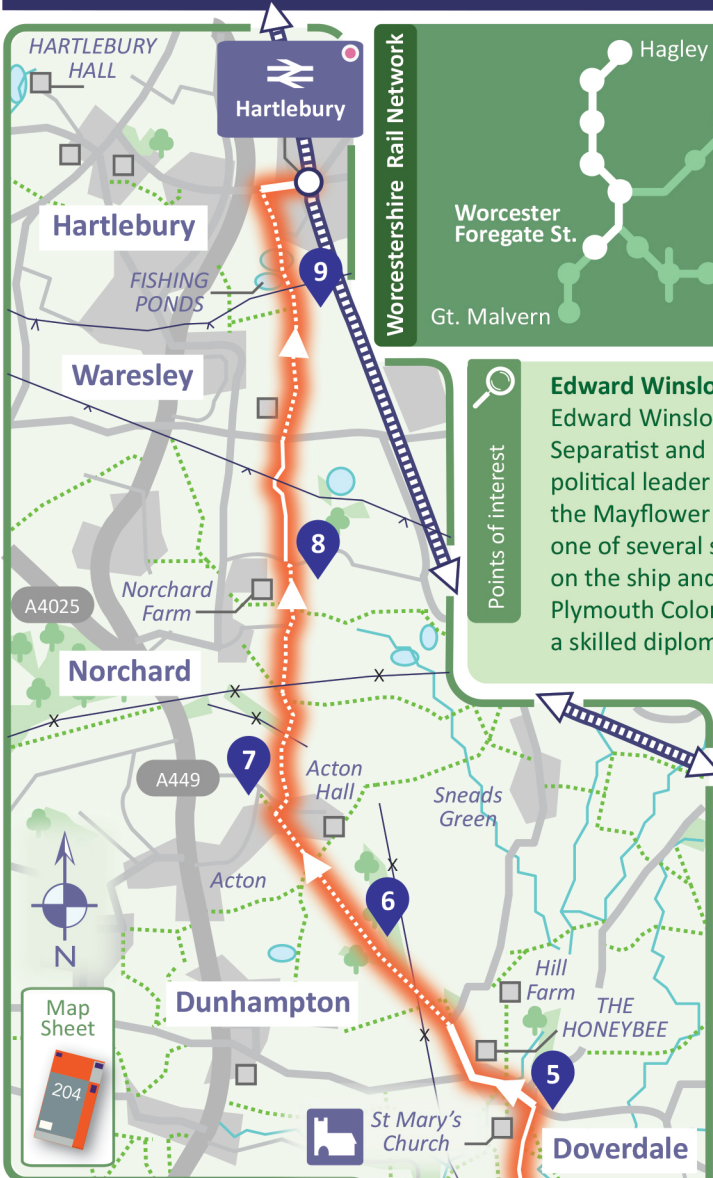 HARTLEBURY
HALL
Hartlebury
Hartlebury
FISHING
PONDS
9
Waresley
8
Norchard
Farm
A4025
Norchard
7
A449
Acton
Hall
Sneads
Green
Acton
6
N
Dunhampton
Hill
Farm
THE
HONEYBEE
Map
Sheet
204
5
St Mary's
Church
Doverdale
Worcestershire Rail Network
Hagley
Worcester
Foregate St.
Gt. Malvern
Points of interest
Edward Winslo
Edward Winslo
Separatist and
political leader
the Mayflower
one of several s
on the ship and
Plymouth Color
a skilled diplom